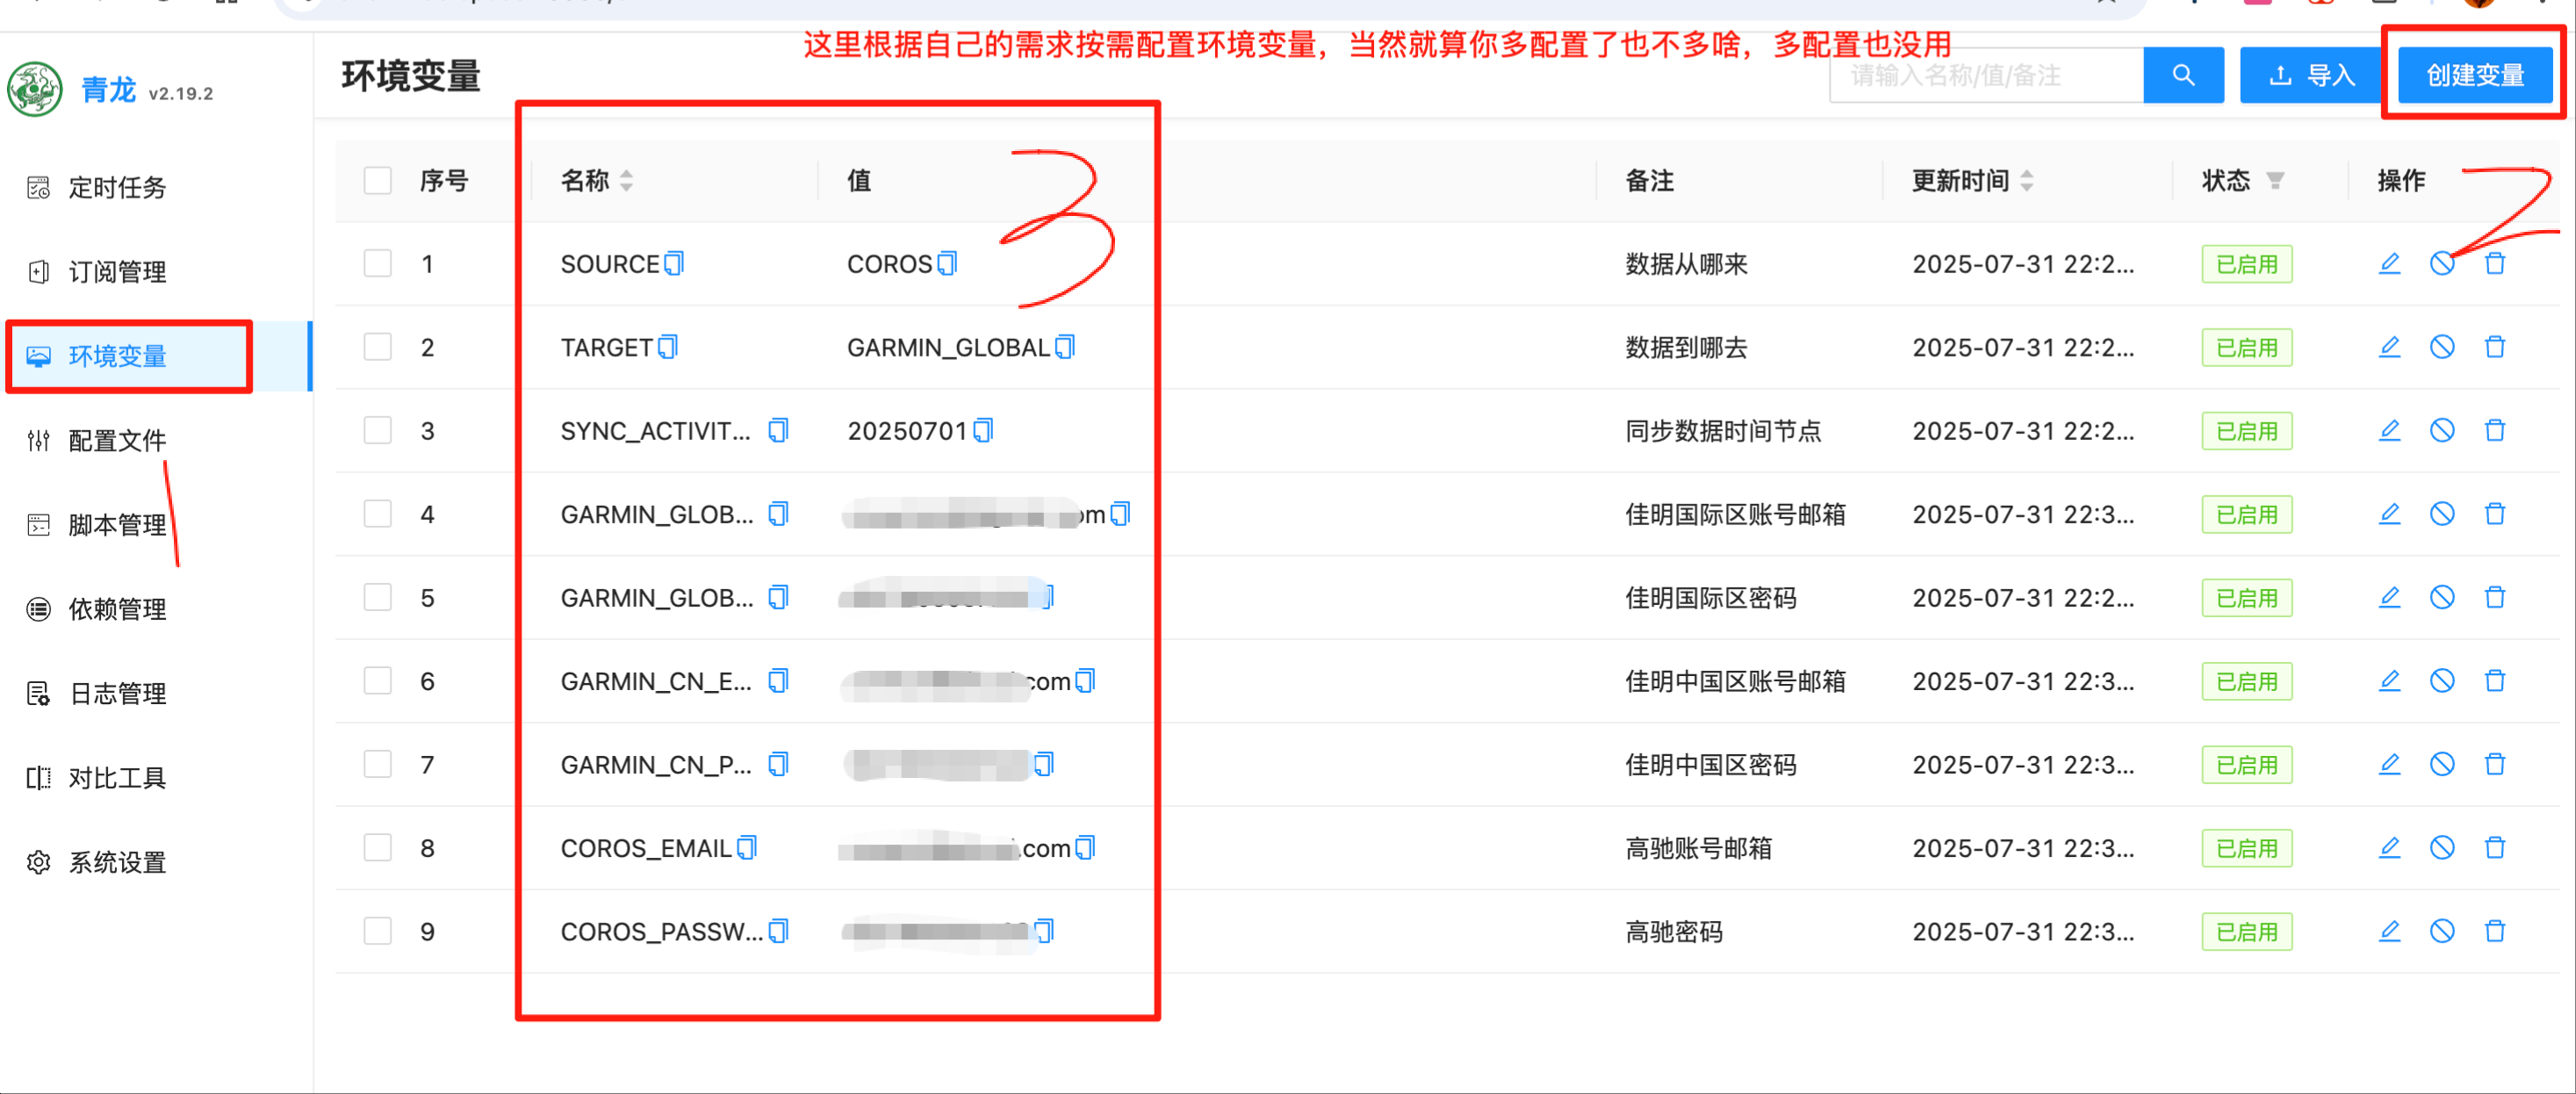 这里根据自己的需求按需配置环境变量，当然就算你多配置了也不多啥，多配置也没用
青龙 v2.19.2
环境变量
请输入名称/值/备注
导入
创建变量
定时任务
订阅管理
环境变量
配置文件
脚本管理
依赖管理
日志管理
对比工具
系统设置
序号 名称 值 备注 更新时间 状态 操作
1 SOURCE COROS 数据从哪来 2025-07-31 22:2... 已启用
2 TARGET GARMIN_GLOBAL 数据到哪去 2025-07-31 22:2... 已启用
3 SYNC_ACTIVIT... 20250701 同步数据时间节点 2025-07-31 22:2... 已启用
4 GARMIN_GLOB... 佳明国际区账号邮箱 2025-07-31 22:3... 已启用
5 GARMIN_GLOB... 佳明国际区密码 2025-07-31 22:2... 已启用
6 GARMIN_CN_E... com 佳明中国区账号邮箱 2025-07-31 22:3... 已启用
7 GARMIN_CN_P... 佳明中国区密码 2025-07-31 22:3... 已启用
8 COROS_EMAIL .com 高驰账号邮箱 2025-07-31 22:3... 已启用
9 COROS_PASSW... 高驰密码 2025-07-31 22:3... 已启用
1
2
3